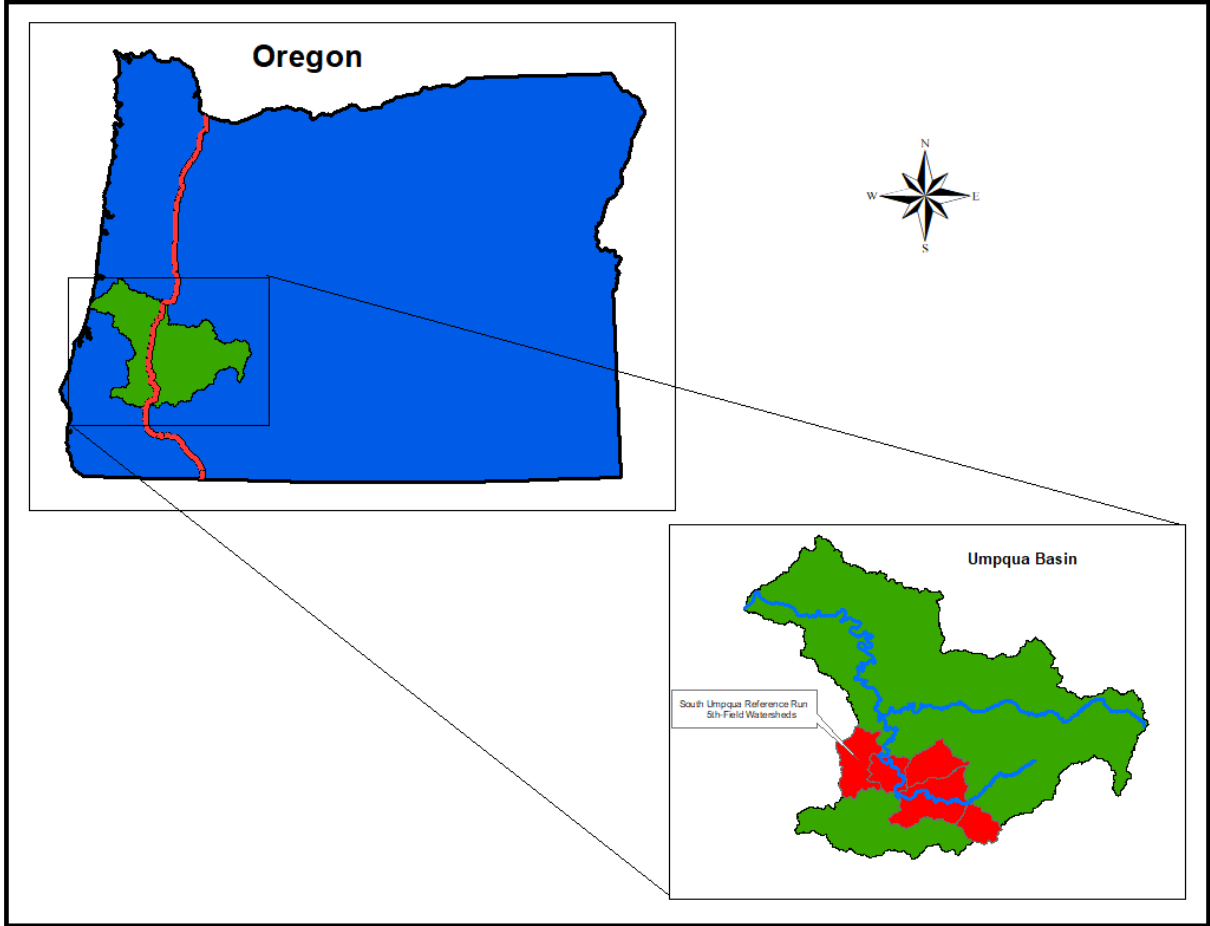 Oregon
N
W
E
S
Umpqua Basin
South Umpqua Reference Run
5th-Field Watersheds